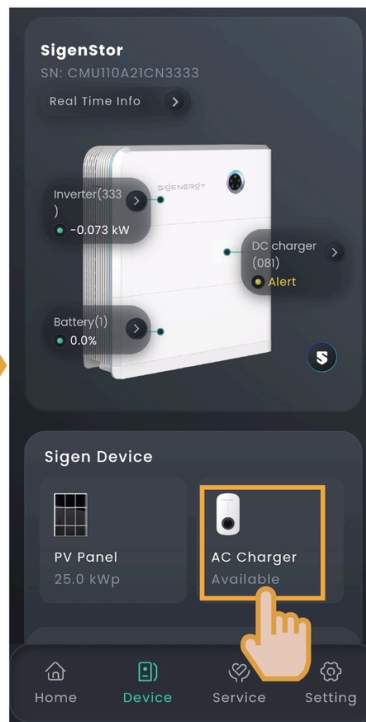 SigenStor
SN: CMU110A21CN3333
Real Time Info
SIGENERGY
Inverter(333
)
-0.073 kW
DC charger
(081)
Alert
Battery(1)
0.0%
S
Sigen Device
PV Panel
25.0 kWp
AC Charger
Available
Home
Device
Service
Setting